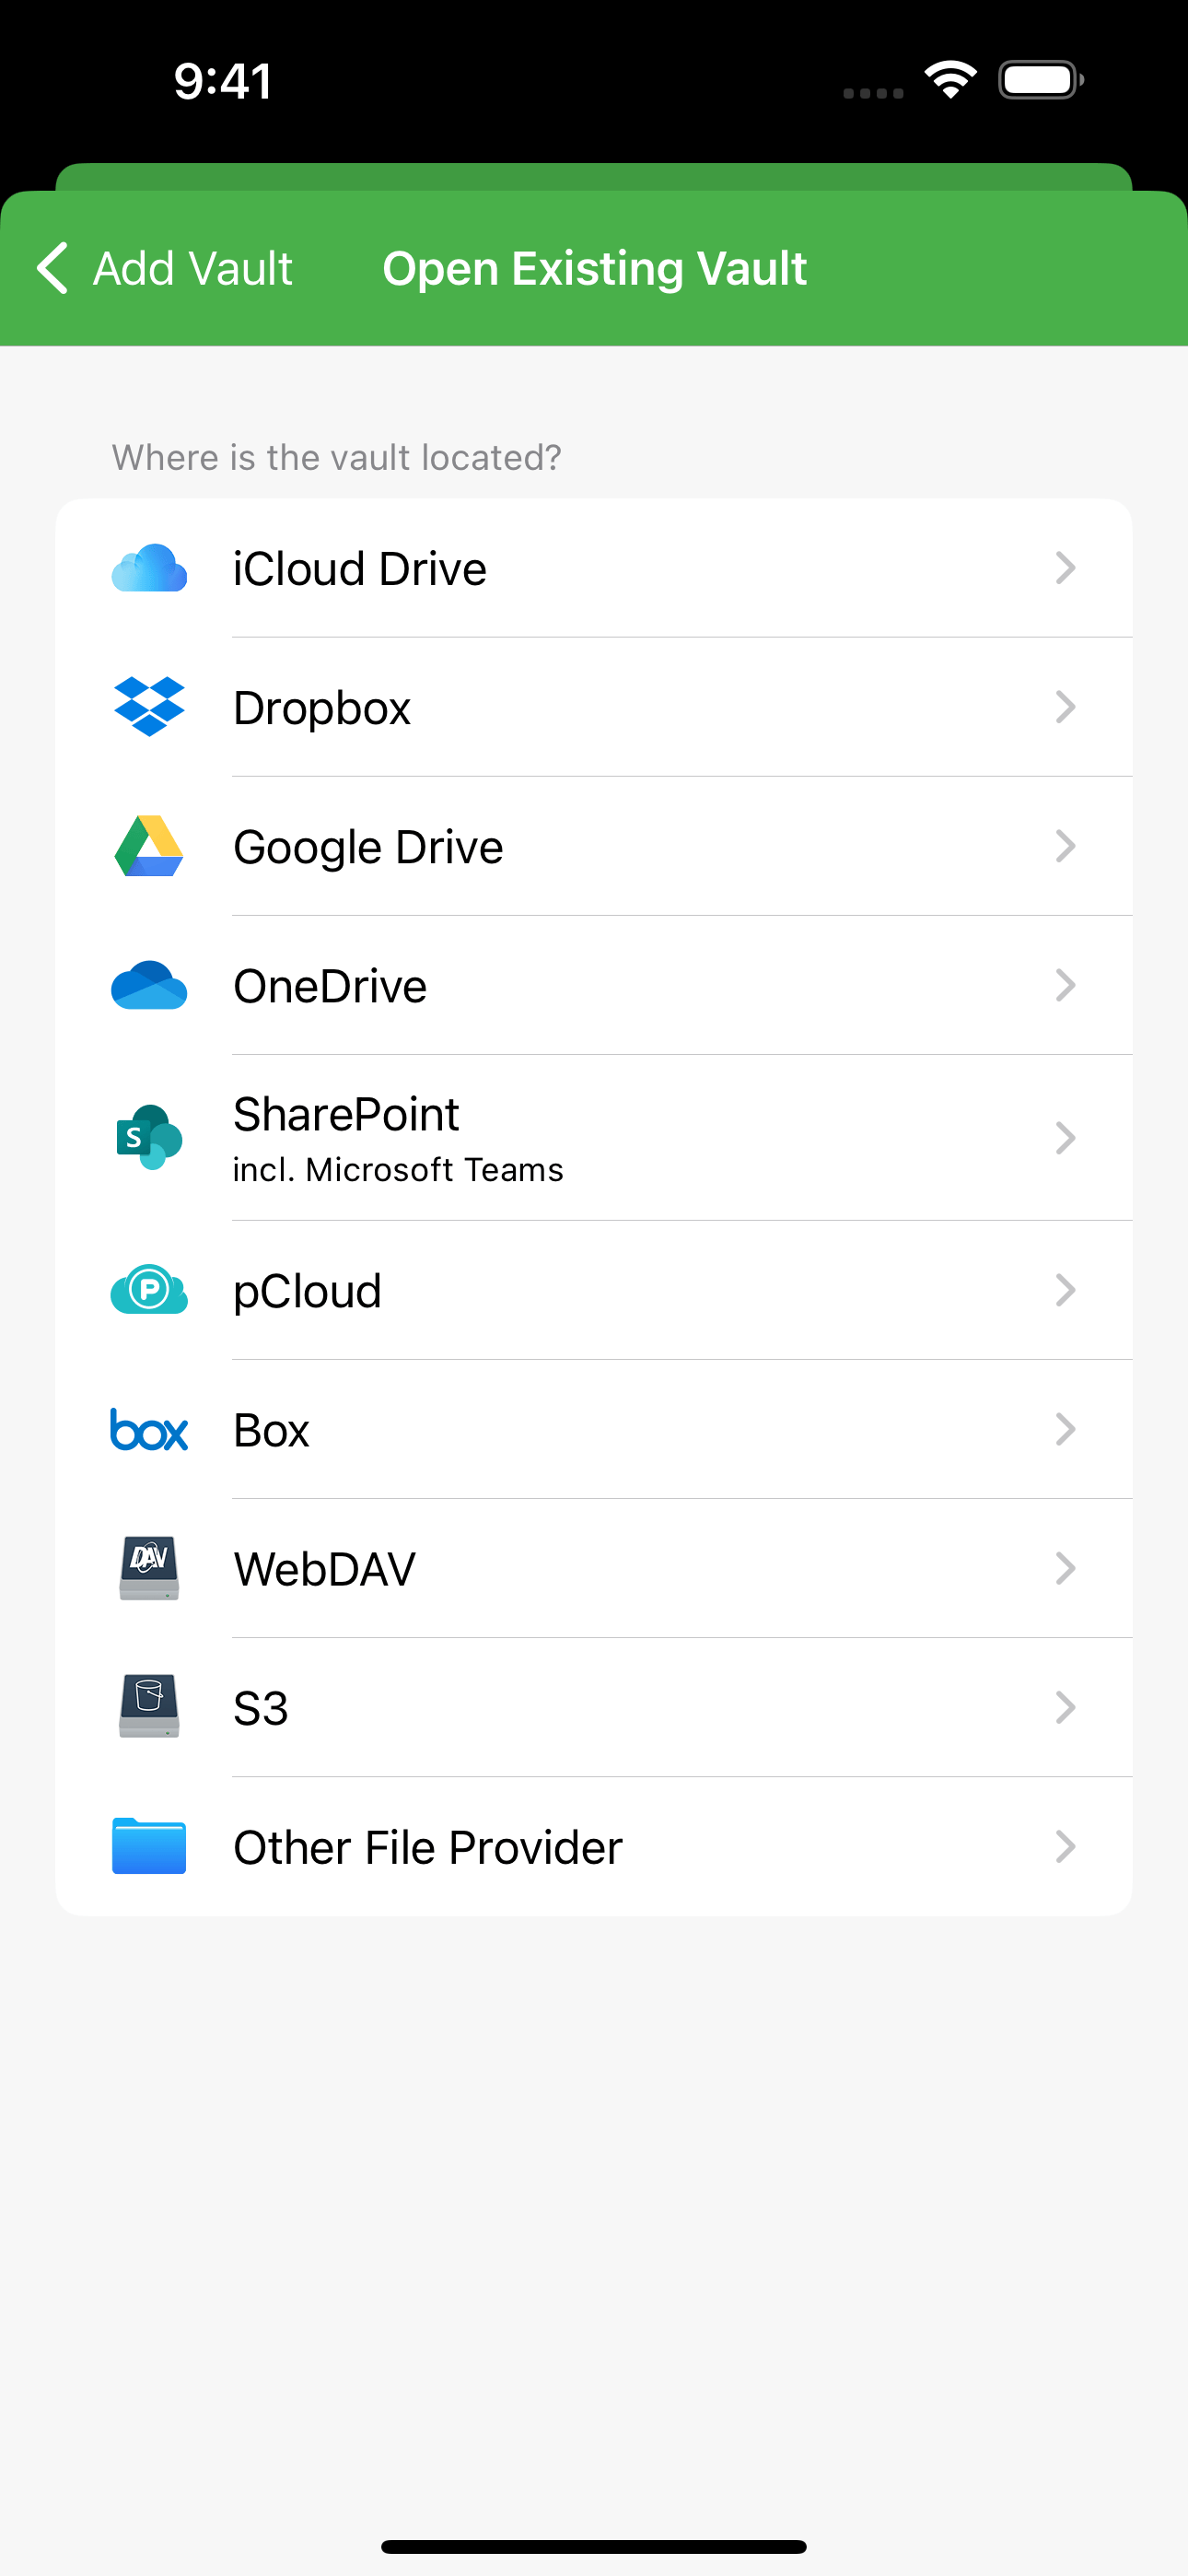 9:41
Add Vault
Open Existing Vault
Where is the vault located?
iCloud Drive
Dropbox
Google Drive
OneDrive
S
SharePoint
incl. Microsoft Teams
P
pCloud
box
Box
DAV
WebDAV
S3
Other File Provider